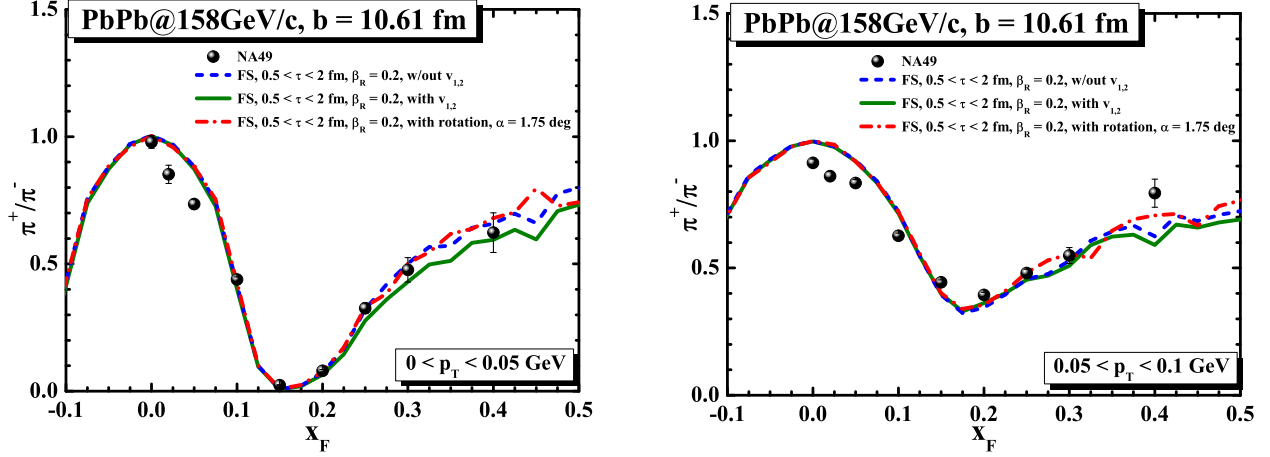 PbPb@158GeV/c, b = 10.61 fm
NA49
FS, 0.5 < τ < 2 fm, β_R = 0.2, w/out v_1,2
FS, 0.5 < τ < 2 fm, β_R = 0.2, with v_1,2
FS, 0.5 < τ < 2 fm, β_R = 0.2, with rotation, α = 1.75 deg
1.5
1.0
0.5
0.0
π+/π-
0 < p_T < 0.05 GeV
-0.1 0.0 0.1 0.2 0.3 0.4 0.5
x_F
PbPb@158GeV/c, b = 10.61 fm
NA49
FS, 0.5 < τ < 2 fm, β_R = 0.2, w/out v_1,2
FS, 0.5 < τ < 2 fm, β_R = 0.2, with v_1,2
FS, 0.5 < τ < 2 fm, β_R = 0.2, with rotation, α = 1.75 deg
1.5
1.0
0.5
0.0
π+/π-
0.05 < p_T < 0.1 GeV
-0.1 0.0 0.1 0.2 0.3 0.4 0.5
x_F